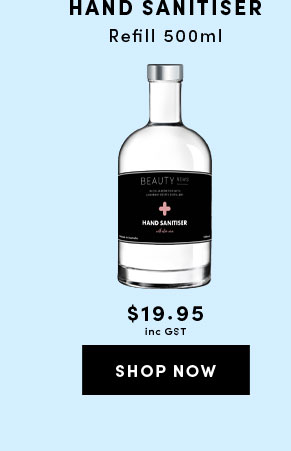 HAND SANITISER
Refill 500ml
BEAUTY
HAND SANITISER
$19.95
inc GST
SHOP NOW